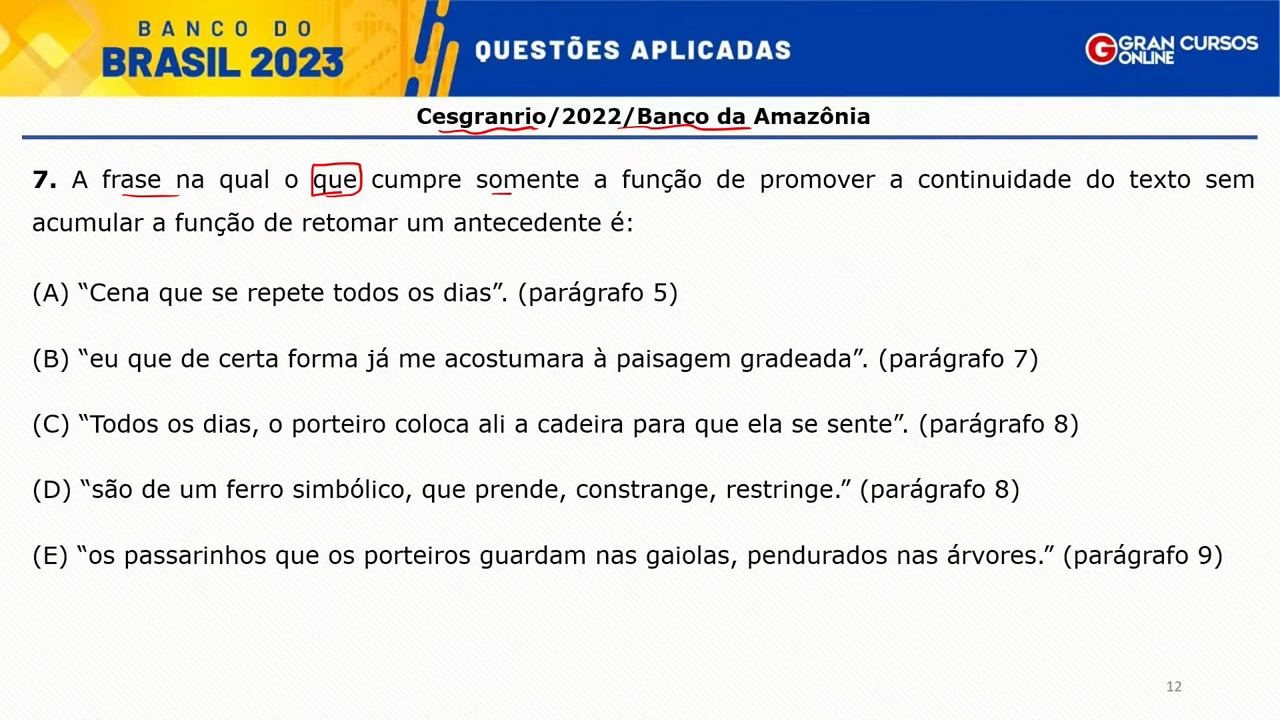 BANCO DO
BRASIL 2023
QUESTÕES APLICADAS
GRAN CURSOS
ONLINE
Cesgranrio/2022/Banco da Amazônia
7. A frase na qual o que cumpre somente a função de promover a continuidade do texto sem
acumular a função de retomar um antecedente é:
(A) “Cena que se repete todos os dias”. (parágrafo 5)
(B) “eu que de certa forma já me acostumara à paisagem gradeada”. (parágrafo 7)
(C) “Todos os dias, o porteiro coloca ali a cadeira para que ela se sente”. (parágrafo 8)
(D) “são de um ferro simbólico, que prende, constrange, restringe.” (parágrafo 8)
(E) “os passarinhos que os porteiros guardam nas gaiolas, pendurados nas árvores.” (parágrafo 9)
12